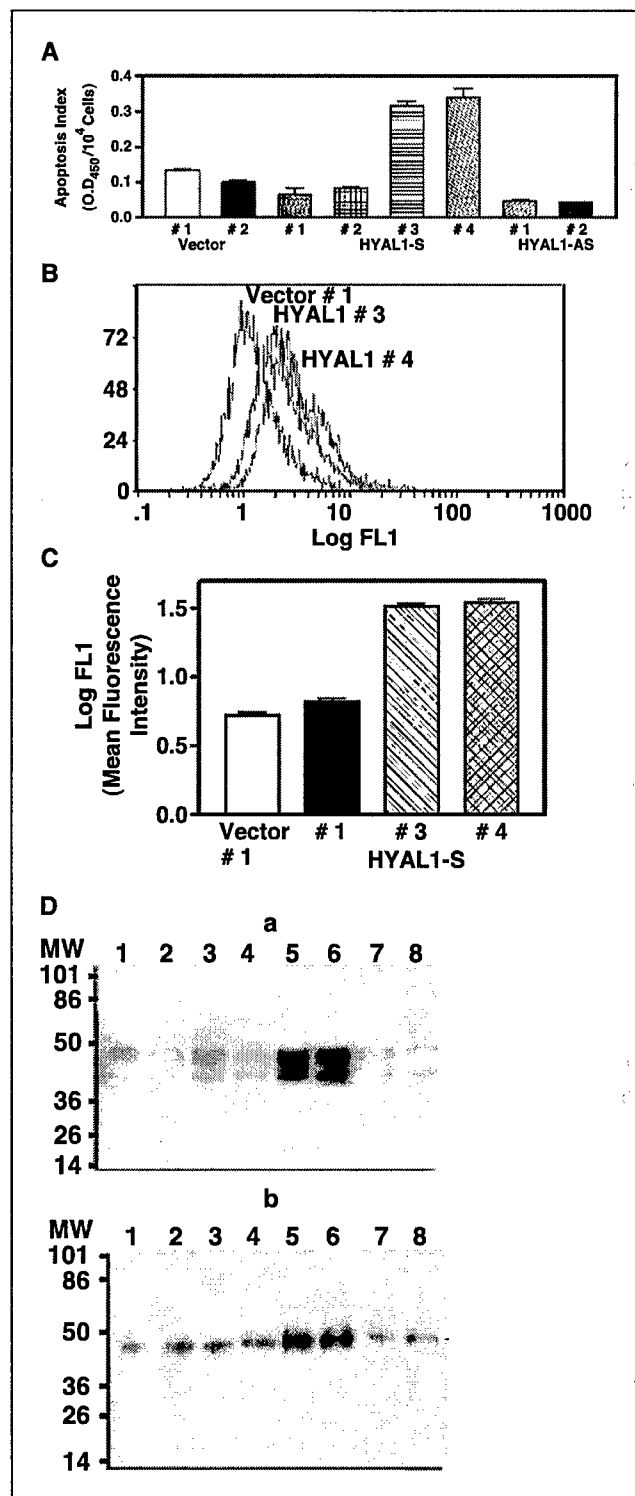 A
Apoptosis Index
(O.D450/10^4 Cells)
0.4
0.3
0.2
0.1
0.0
# 1 # 2 # 1 # 2 # 3 # 4 # 1 # 2
Vector HYAL1-S HYAL1-AS
B
Vector # 1
HYAL1 # 3
HYAL1 # 4
72
48
24
0
.1 1 10 100 1000
Log FL1
C
Log FL1
(Mean Fluorescence
Intensity)
1.5
1.0
0.5
0.0
Vector # 1 # 3 # 4
# 1 HYAL1-S
D
a
MW 1 2 3 4 5 6 7 8
101
86
50
36
26
14
b
MW 1 2 3 4 5 6 7 8
101
86
50
36
26
14